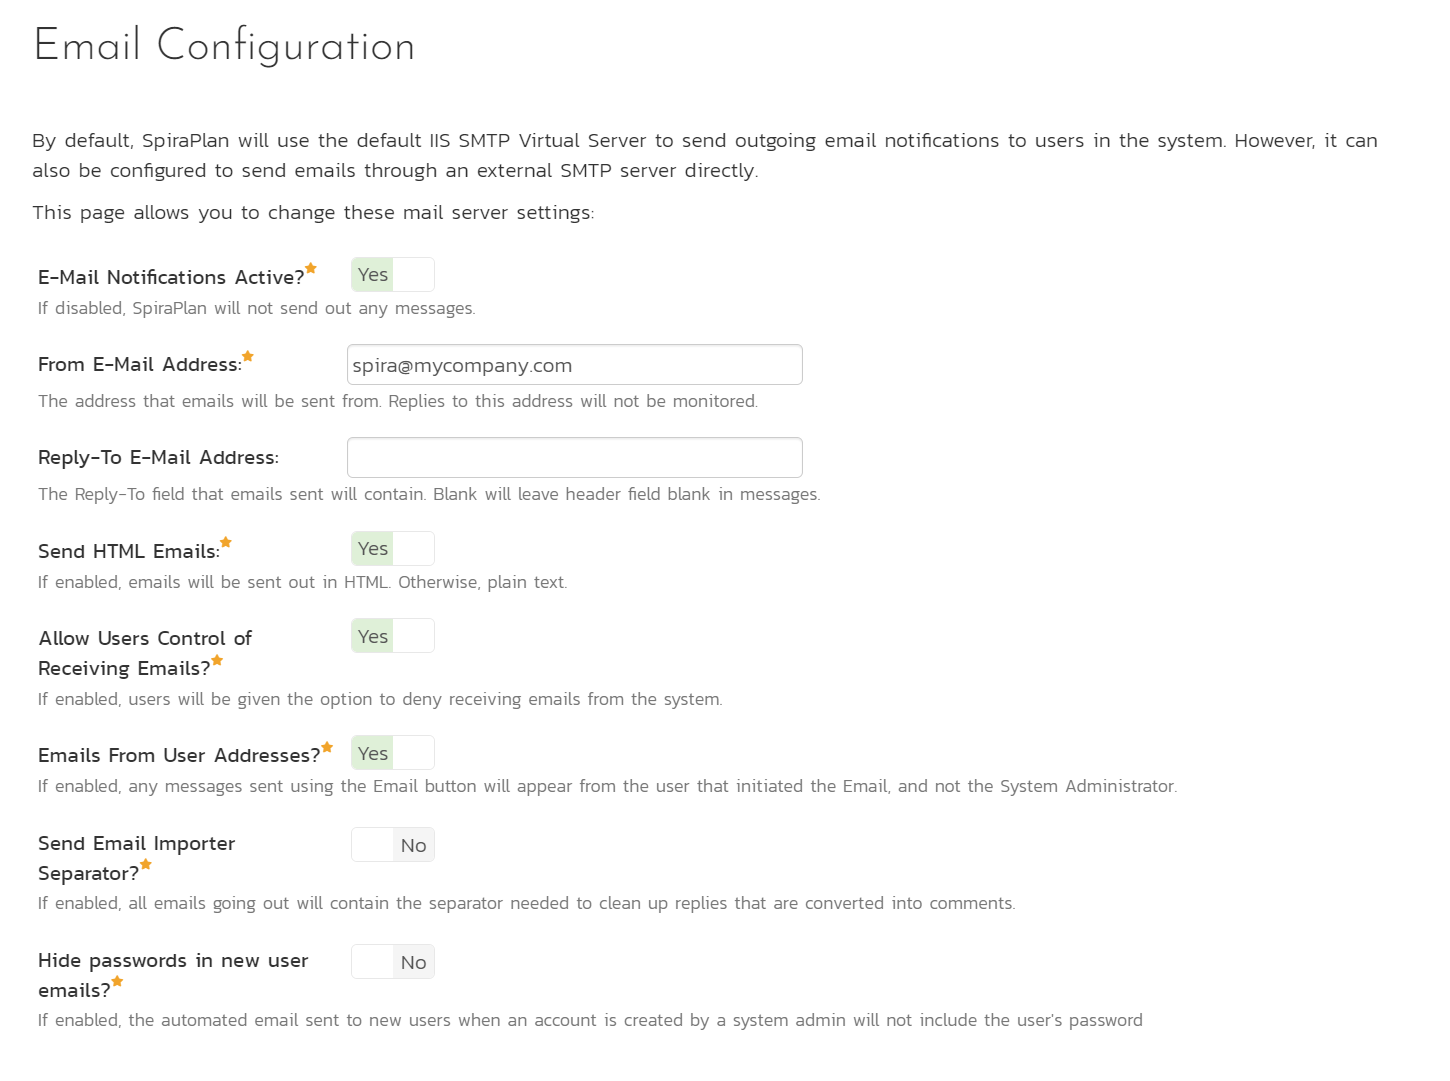 Email Configuration
By default, SpiraPlan will use the default IIS SMTP Virtual Server to send outgoing email notifications to users in the system. However, it can
also be configured to send emails through an external SMTP server directly.
This page allows you to change these mail server settings:
E-Mail Notifications Active?★ Yes
If disabled, SpiraPlan will not send out any messages.
From E-Mail Address:★ spira@mycompany.com
The address that emails will be sent from. Replies to this address will not be monitored.
Reply-To E-Mail Address:
The Reply-To field that emails sent will contain. Blank will leave header field blank in messages.
Send HTML Emails:★ Yes
If enabled, emails will be sent out in HTML. Otherwise, plain text.
Allow Users Control of Yes
Receiving Emails?★
If enabled, users will be given the option to deny receiving emails from the system.
Emails From User Addresses?★ Yes
If enabled, any messages sent using the Email button will appear from the user that initiated the Email, and not the System Administrator.
Send Email Importer No
Separator?★
If enabled, all emails going out will contain the separator needed to clean up replies that are converted into comments.
Hide passwords in new user No
emails?★
If enabled, the automated email sent to new users when an account is created by a system admin will not include the user's password